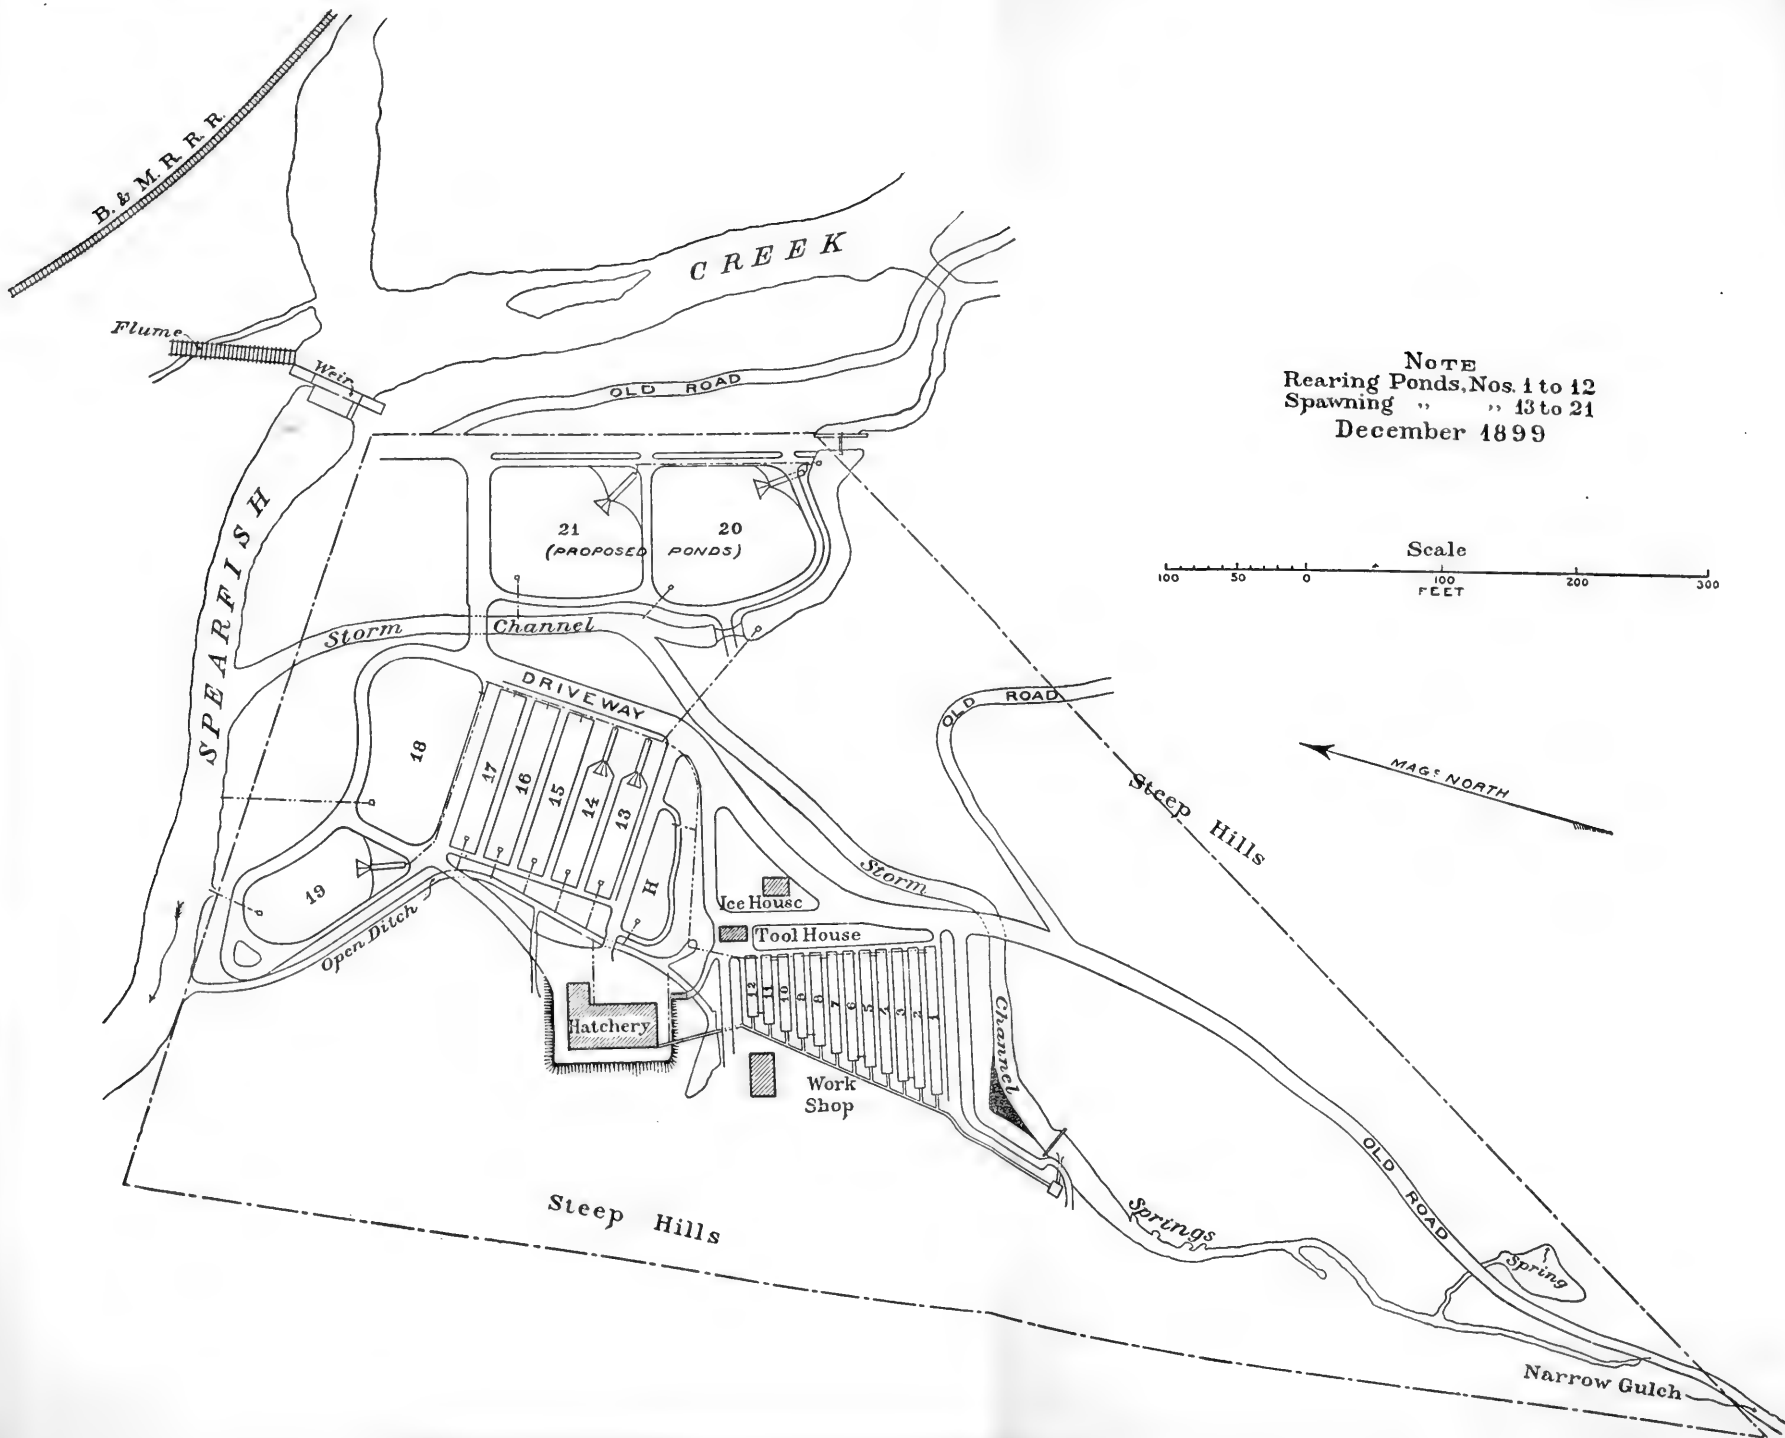 B. & M. R. R. R.
CREEK
Flume
Weir
OLD ROAD
NOTE
Rearing Ponds, Nos. 1 to 12
Spawning " " 13 to 21
December 1899
Scale
100 50 0 100 200 300
FEET
21 20
(PROPOSED PONDS)
SPEARFISH
Storm Channel
DRIVEWAY
OLD ROAD
MAGc NORTH
Steep Hills
18
17
16
15
14
13
19
H
Open Ditch
Storm
Channel
Ice House
Tool House
12
11
10
9
8
7
6
5
4
3
2
1
Hatchery
Work
Shop
OLD ROAD
Springs
Spring
Steep Hills
Narrow Gulch